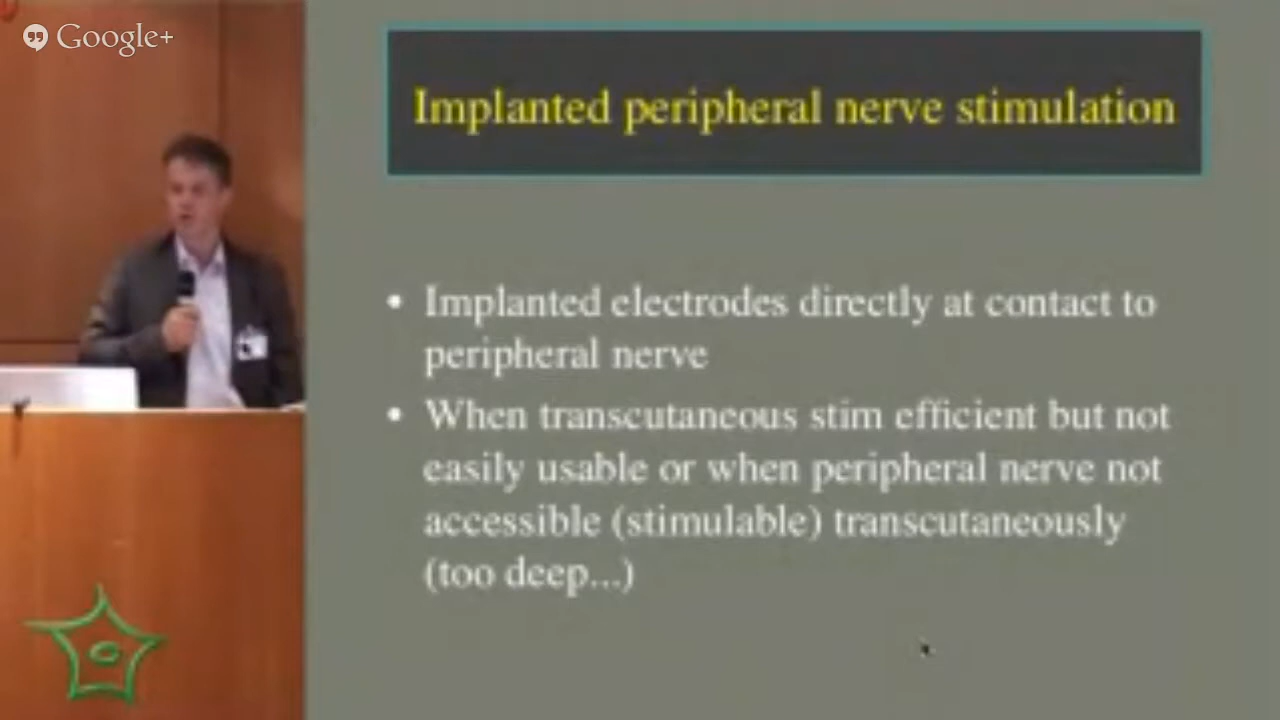 Google+
Implanted peripheral nerve stimulation
• Implanted electrodes directly at contact to
peripheral nerve
• When transcutaneous stim efficient but not
easily usable or when peripheral nerve not
accessible (stimulable) transcutaneously
(too deep...)